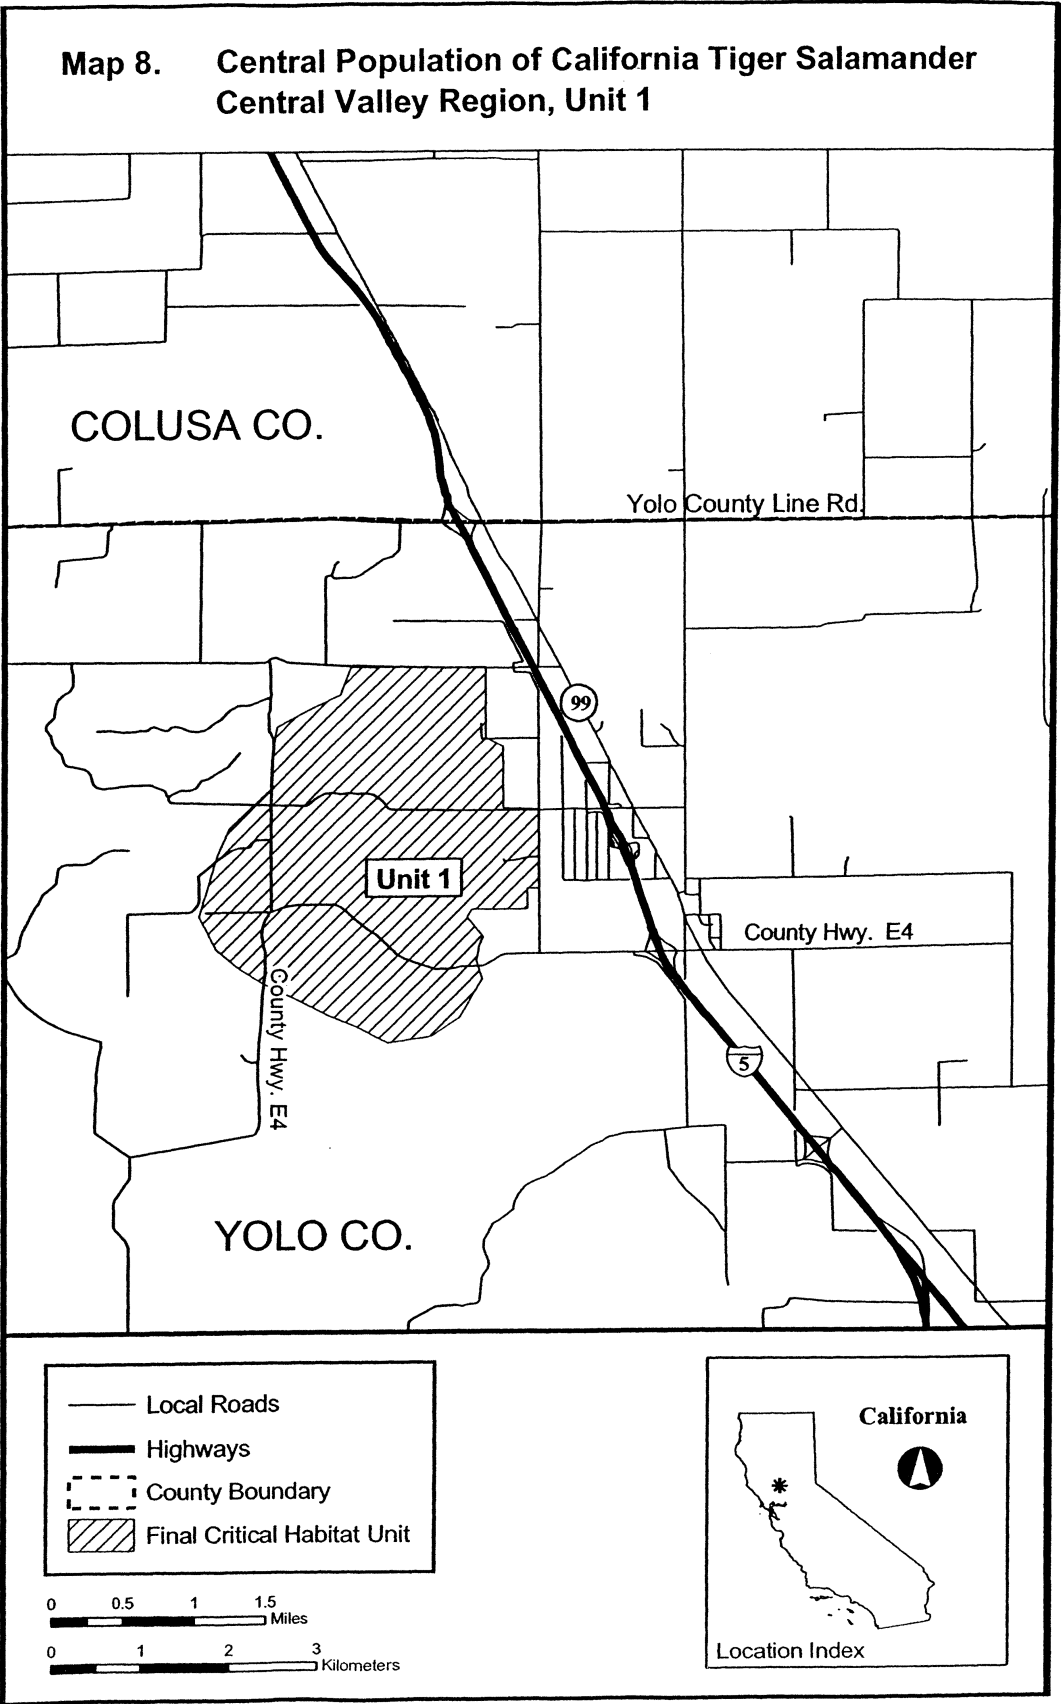 Map 8. Central Population of California Tiger Salamander
Central Valley Region, Unit 1
COLUSA CO.
Yolo County Line Rd.
99
Unit 1
County Hwy. E4
County Hwy. E4
5
YOLO CO.
Local Roads
Highways
County Boundary
Final Critical Habitat Unit
0 0.5 1 1.5
Miles
0 1 2 3
Kilometers
California
Location Index